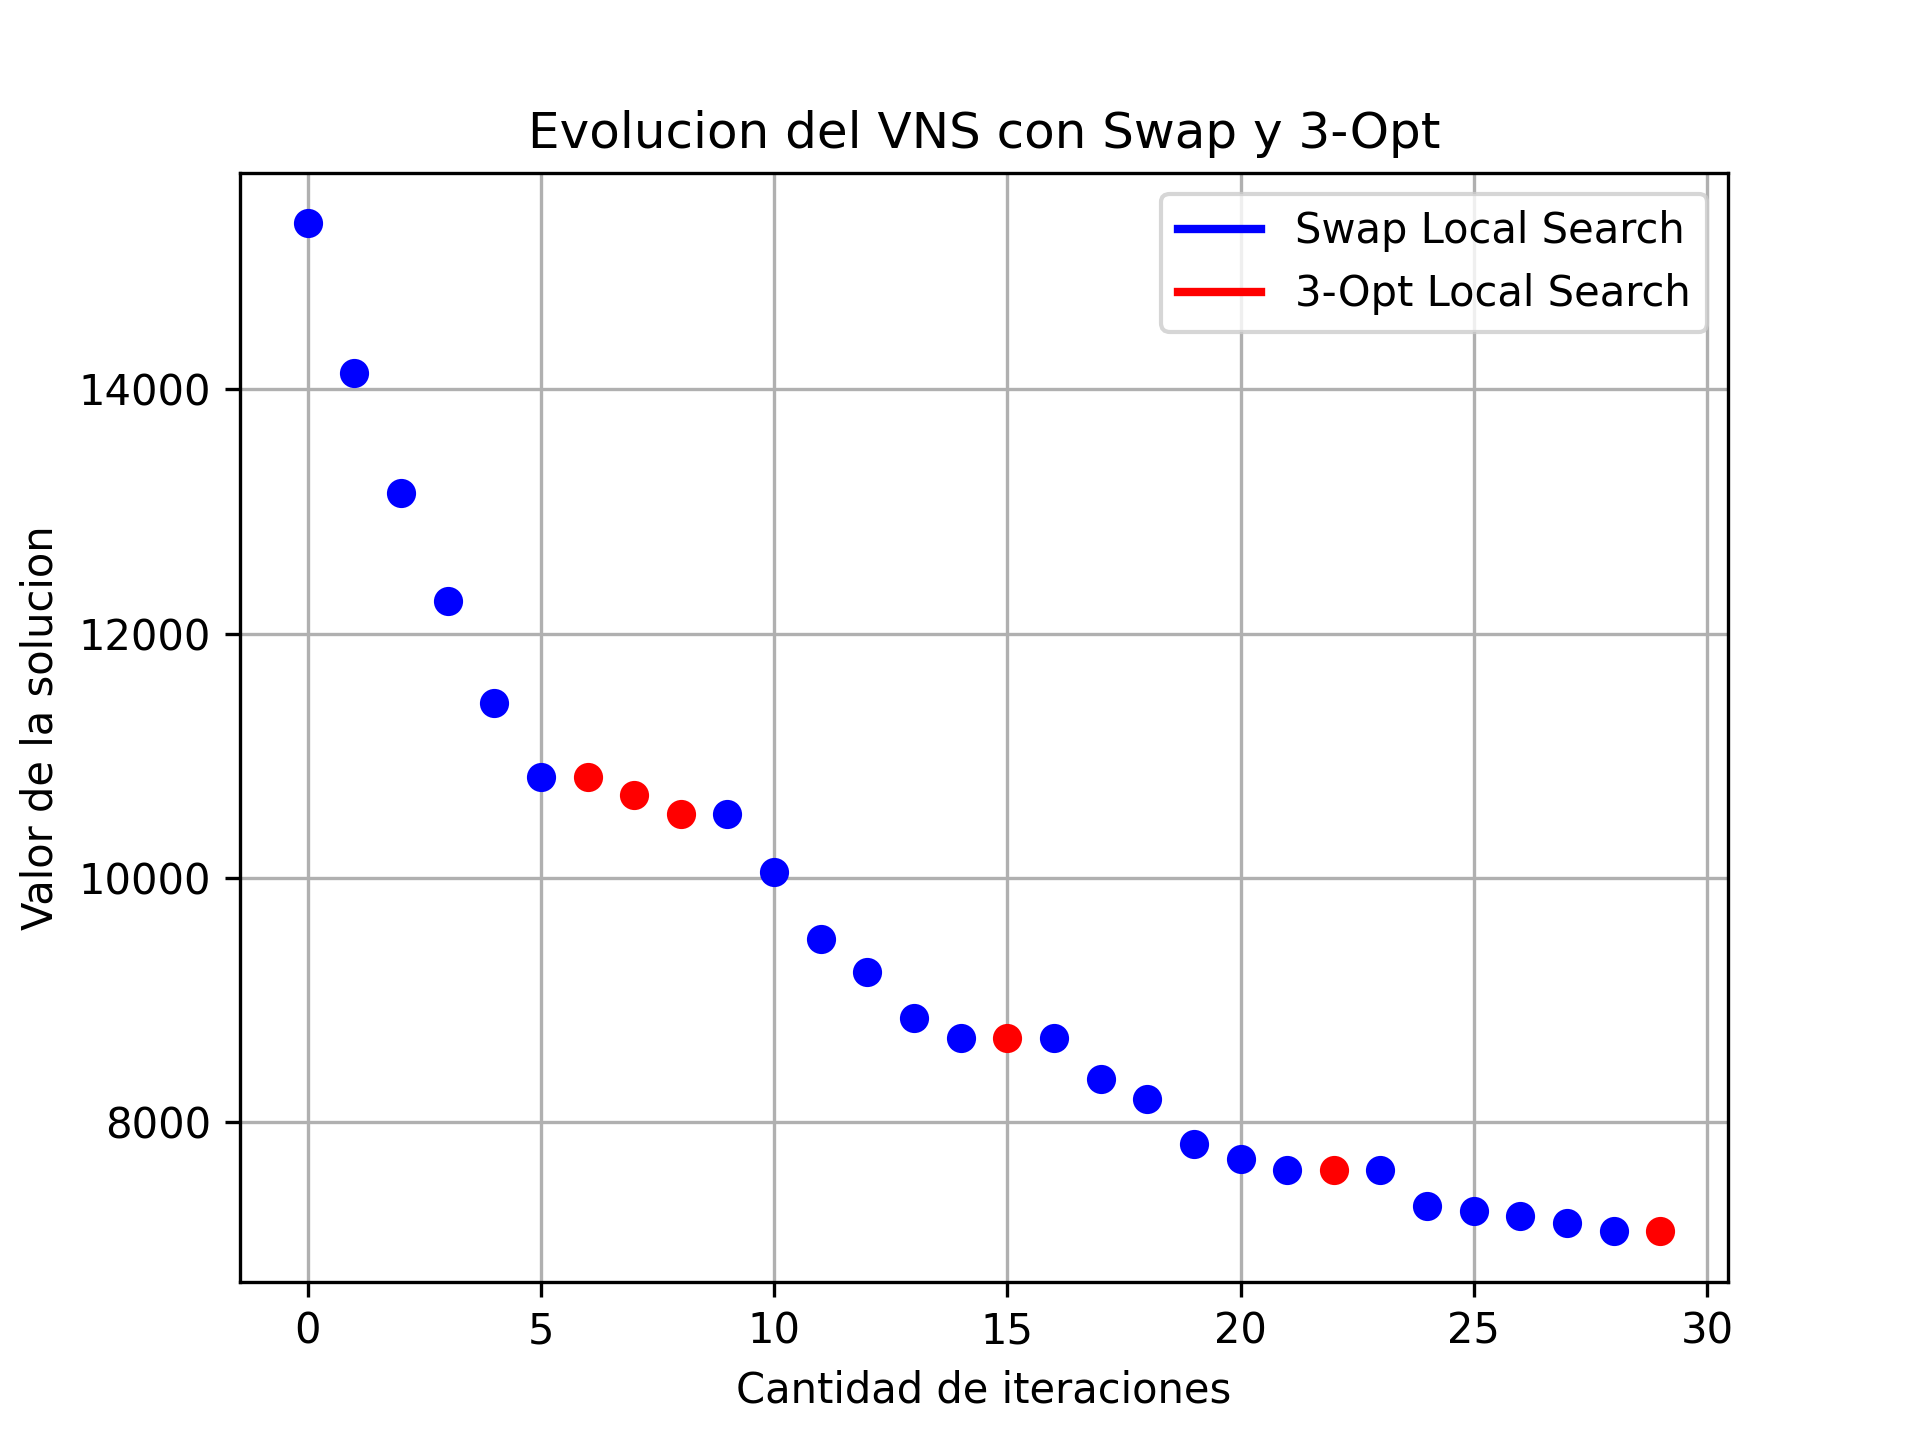 Evolucion del VNS con Swap y 3-Opt
Swap Local Search
3-Opt Local Search
Valor de la solucion
14000
12000
10000
8000
0 5 10 15 20 25 30
Cantidad de iteraciones